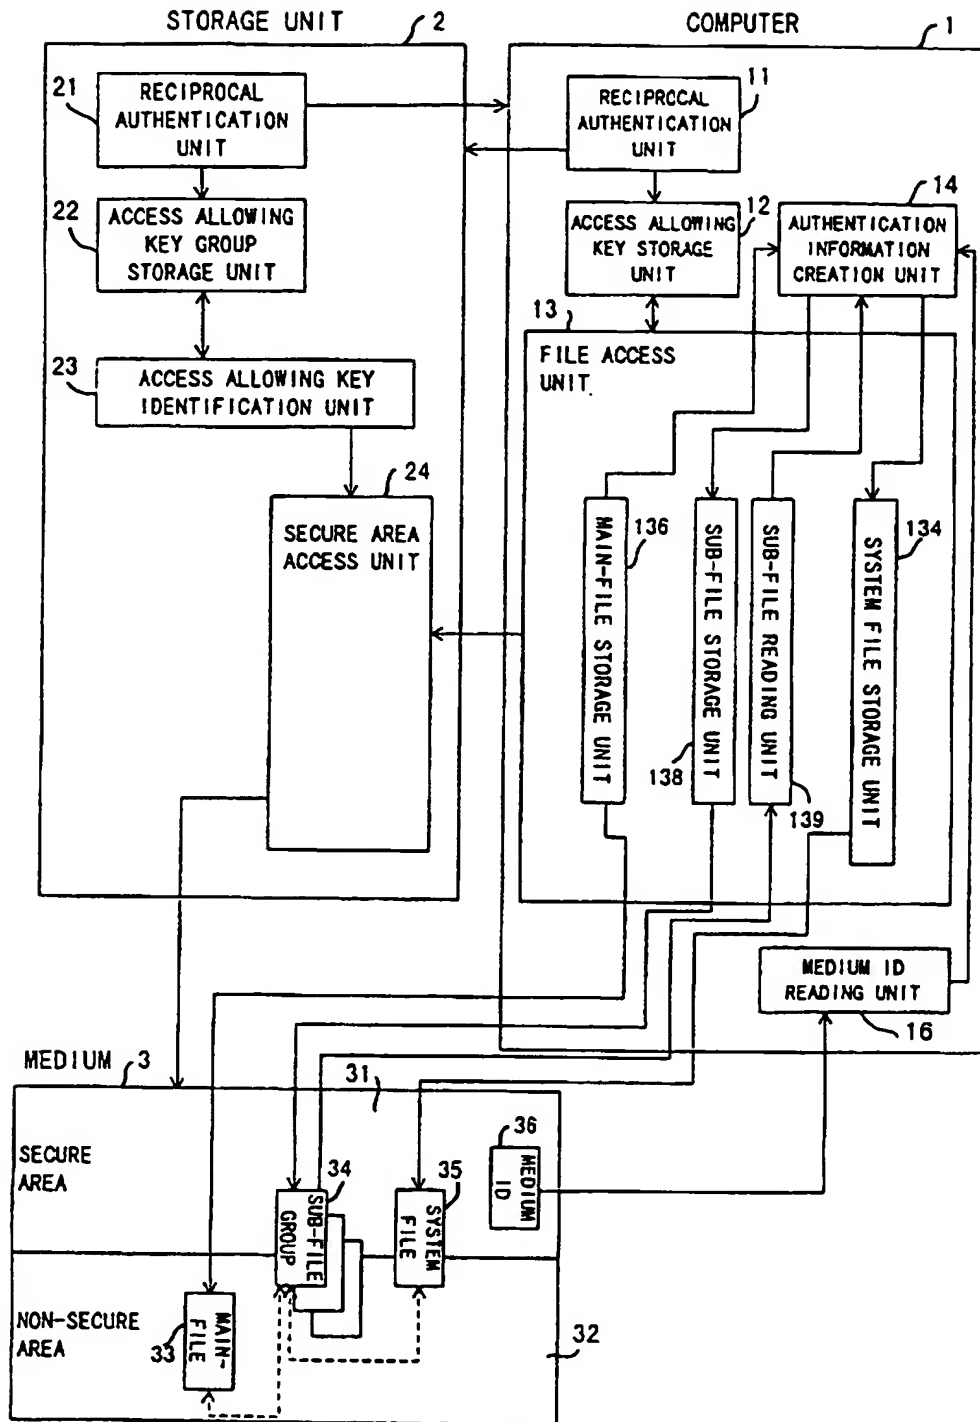 STORAGE UNIT
2
COMPUTER
1
21
RECIPROCAL
AUTHENTICATION
UNIT
11
RECIPROCAL
AUTHENTICATION
UNIT
22
ACCESS ALLOWING
KEY GROUP
STORAGE UNIT
12
ACCESS ALLOWING
KEY STORAGE
UNIT
14
AUTHENTICATION
INFORMATION
CREATION UNIT
23
ACCESS ALLOWING KEY
IDENTIFICATION UNIT
13
FILE ACCESS
UNIT
24
SECURE AREA
ACCESS UNIT
136
MAIN-FILE STORAGE UNIT
138
SUB-FILE STORAGE UNIT
139
SUB-FILE READING UNIT
134
SYSTEM FILE STORAGE UNIT
MEDIUM ID
READING UNIT
16
MEDIUM
3
31
SECURE
AREA
34
SUB-FILE
GROUP
35
SYSTEM
FILE
36
MEDIUM
ID
NON-SECURE
AREA
33
MAIN-
FILE
32